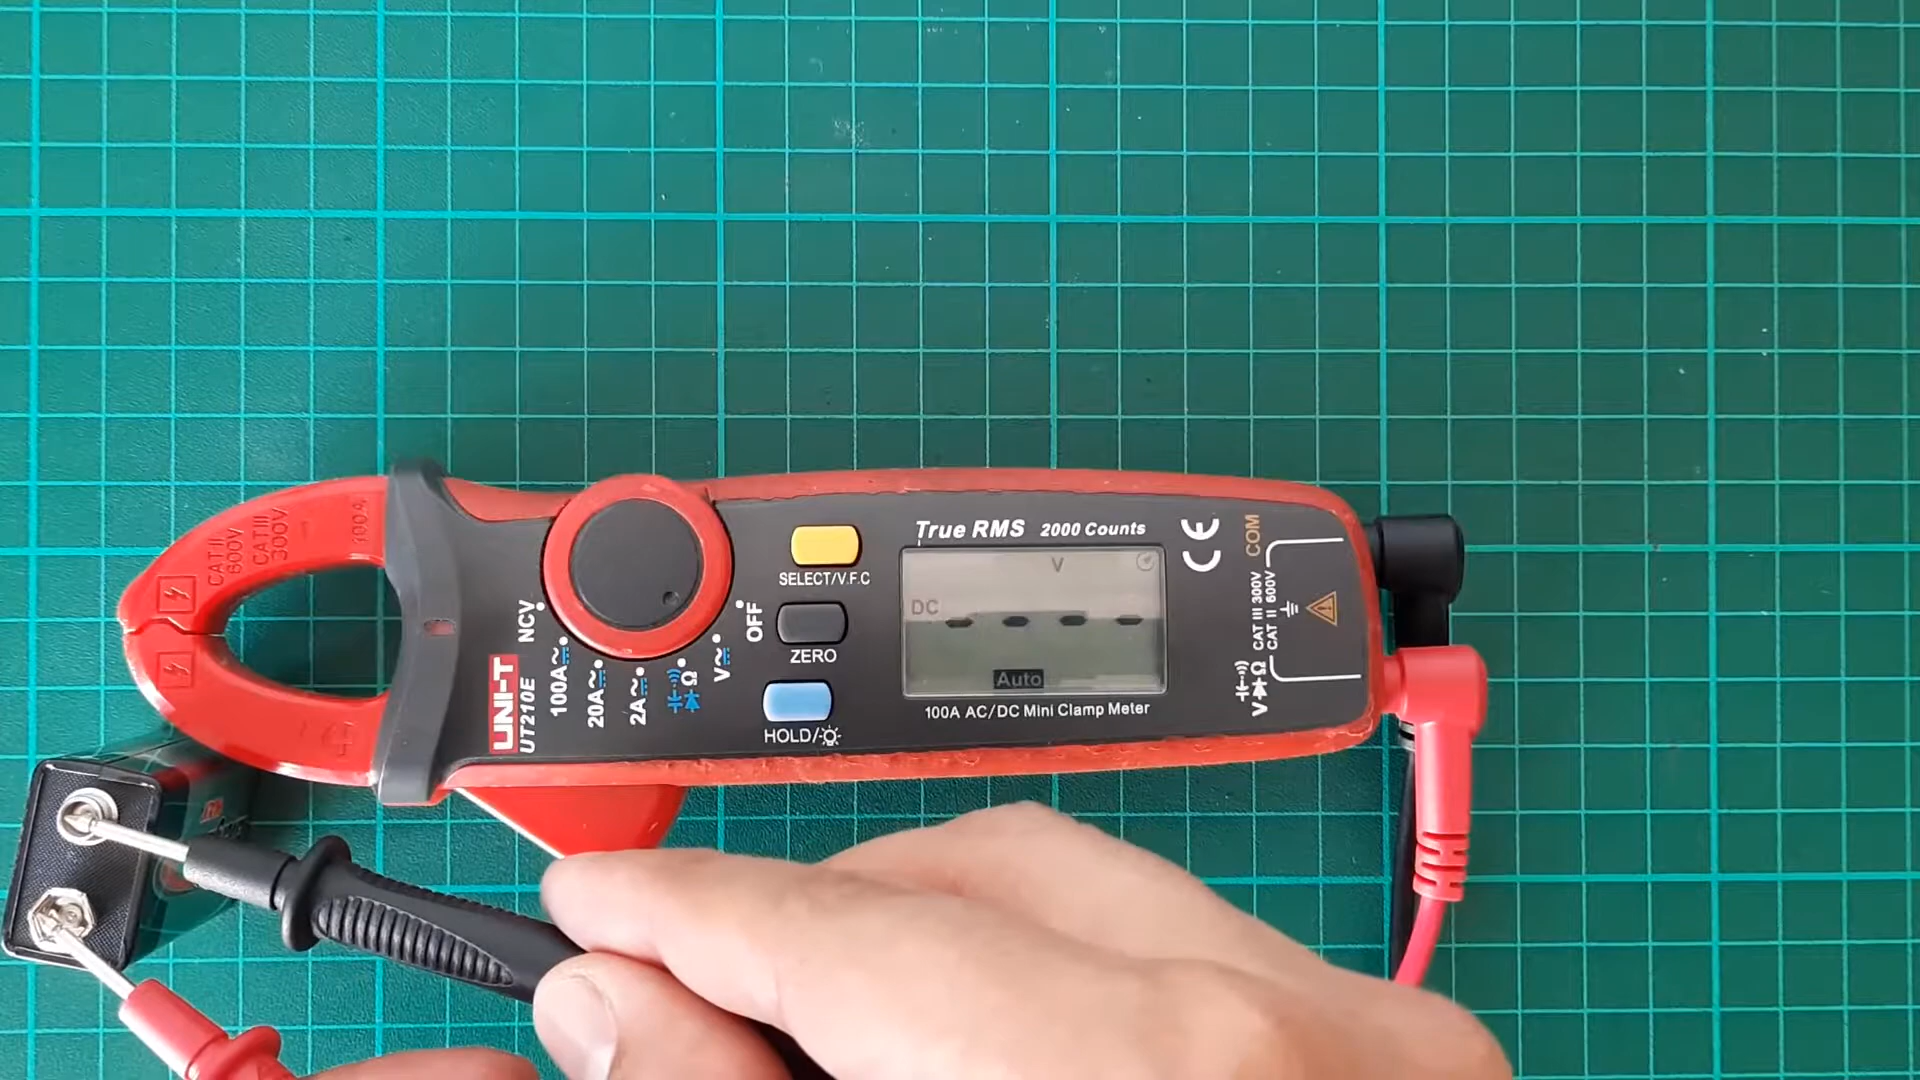 CAT II
600V
CAT III
300V
100A
UNI-T
UT210E
NCV
100A
20A
2A
Ω
V
OFF
SELECT/V.F.C
ZERO
HOLD/
True RMS 2000 Counts
V
DC
- - - -
Auto
100A AC/DC Mini Clamp Meter
CE
COM
CAT III 300V
CAT II 600V
V Ω